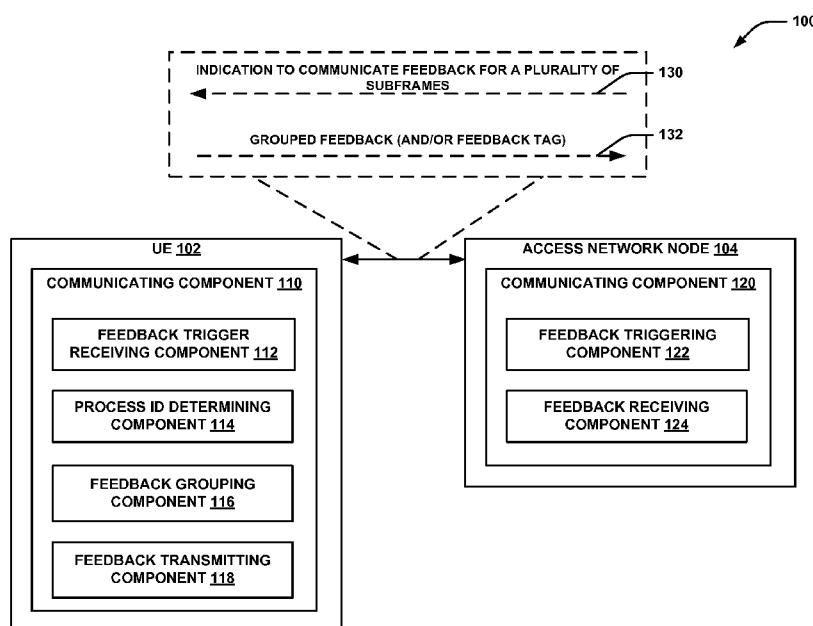 100
INDICATION TO COMMUNICATE FEEDBACK FOR A PLURALITY OF
SUBFRAMES
130
GROUPED FEEDBACK (AND/OR FEEDBACK TAG)
132
UE 102
COMMUNICATING COMPONENT 110
FEEDBACK TRIGGER
RECEIVING COMPONENT 112
PROCESS ID DETERMINING
COMPONENT 114
FEEDBACK GROUPING
COMPONENT 116
FEEDBACK TRANSMITTING
COMPONENT 118
ACCESS NETWORK NODE 104
COMMUNICATING COMPONENT 120
FEEDBACK TRIGGERING
COMPONENT 122
FEEDBACK RECEIVING
COMPONENT 124